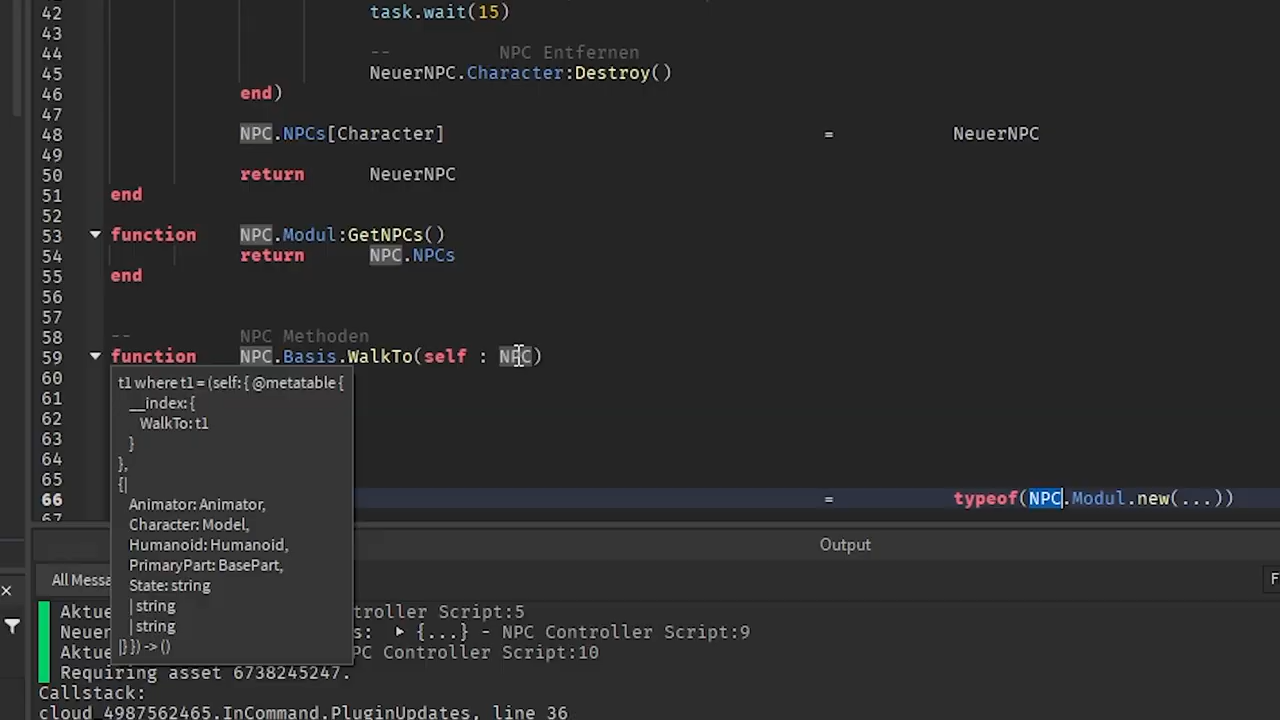 42 task.wait(15)
43
44 -- NPC Entfernen
45 NeuerNPC.Character:Destroy()
46 end)
47
48 NPC.NPCs[Character] = NeuerNPC
49
50 return NeuerNPC
51 end
52
53 function NPC.Modul:GetNPCs()
54 return NPC.NPCs
55 end
56
57
58 -- NPC Methoden
59 function NPC.Basis.WalkTo(self : NPC)
60
t1 where t1 = (self: { @metatable {
61
__index: {
62
WalkTo: t1
63
}
64
},
65
{|
66 = typeof(NPC.Modul.new(...))
Animator: Animator,
Character: Model,
Humanoid: Humanoid,
PrimaryPart: BasePart,
State: string
| string
| string
|} }) -> ()
67
Output
All Messa
F
Aktue troller Script:5
Neuer s: ▶ {...} - NPC Controller Script:9
Aktue PC Controller Script:10
Requiring asset 6738245247.
Callstack:
cloud_4987562465.InCommand.PluginUpdates, line 36